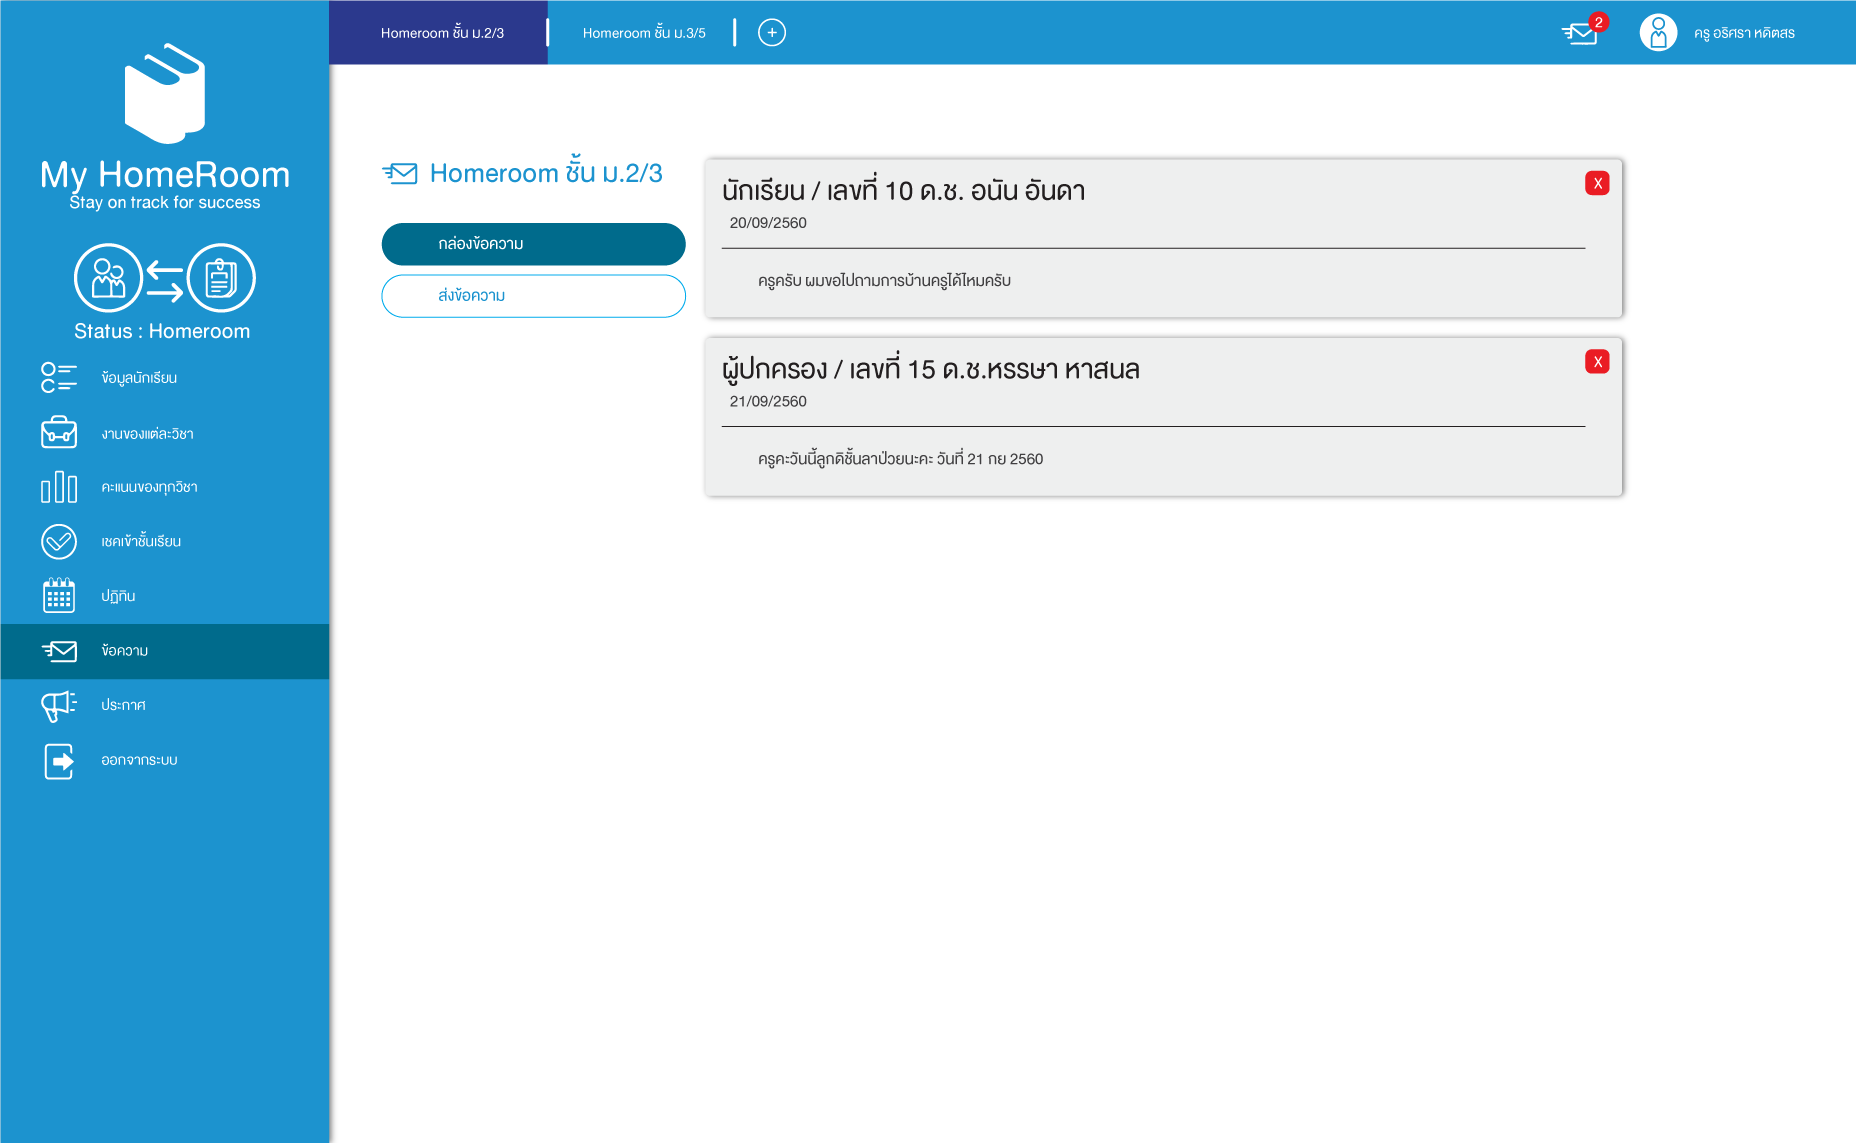 Homeroom ชั้น ม.2/3
Homeroom ชั้น ม.3/5
+
2
ครู อริศรา หดิตสร
My HomeRoom
Stay on track for success
Status : Homeroom
ข้อมูลนักเรียน
งานของแต่ละวิชา
คะแนนของทุกวิชา
เชคเข้าชั้นเรียน
ปฏิทิน
ข้อความ
ประกาศ
ออกจากระบบ
Homeroom ชั้น ม.2/3
กล่องข้อความ
ส่งข้อความ
นักเรียน / เลขที่ 10 ด.ช. อนัน อันดา
X
20/09/2560
ครูครับ ผมขอไปถามการบ้านครูได้ไหมครับ
ผู้ปกครอง / เลขที่ 15 ด.ช.หรรษา หาสนล
X
21/09/2560
ครูคะวันนี้ลูกดิชั้นลาป่วยนะคะ วันที่ 21 กย 2560